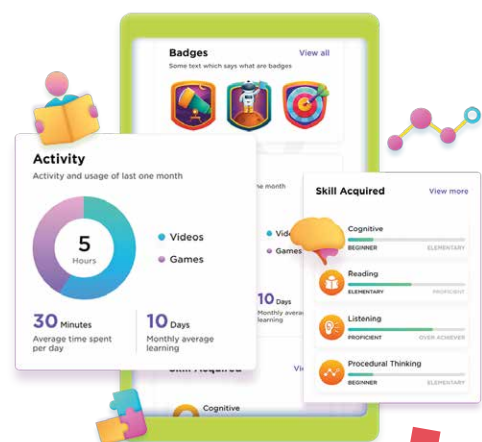 Badges
View all
Some text which says what are badges
Activity
Activity and usage of last one month
5
Hours
Videos
Games
30 Minutes
Average time spent
per day
10 Days
Monthly average
learning
10 Days
learning
Skill Acquired
View more
Cognitive
BEGINNER
ELEMENTARY
Reading
ELEMENTARY
PROFICIENT
Listening
PROFICIENT
OVER ACHIEVER
Procedural Thinking
BEGINNER
ELEMENTARY
Cognitive